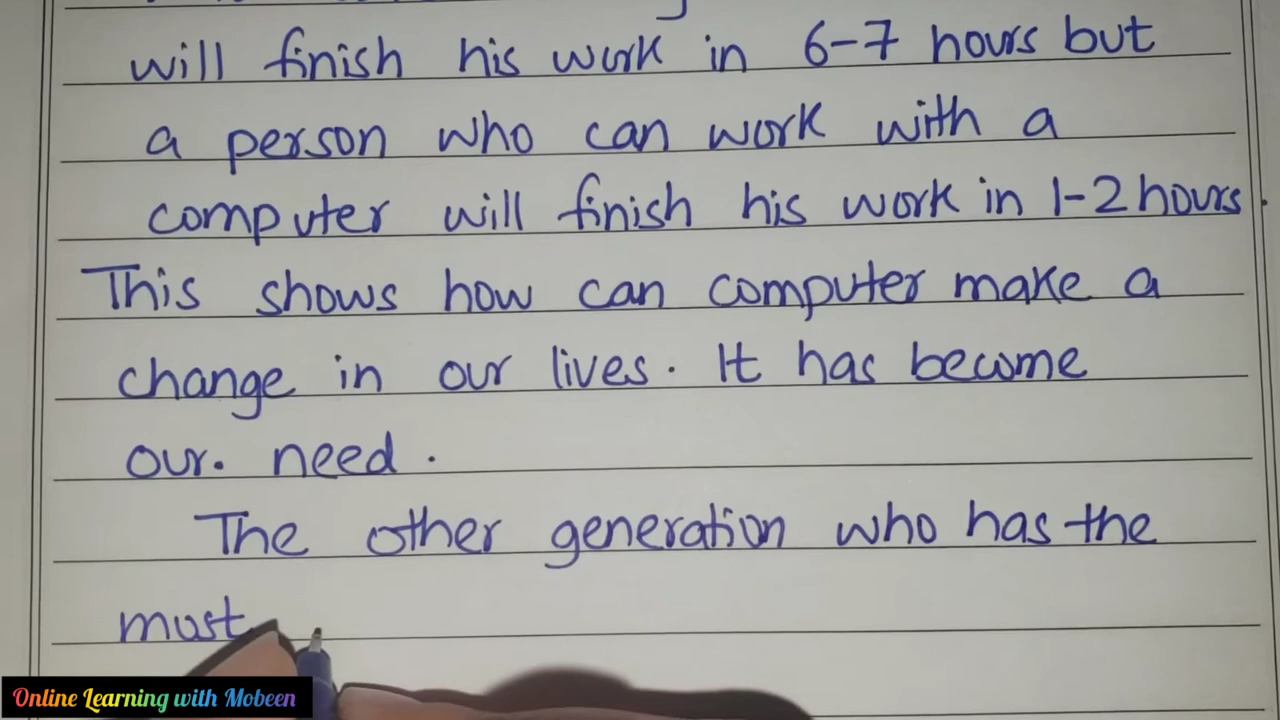 will finish his work in 6-7 hours but
a person who can work with a
computer will finish his work in 1-2 hours.
This shows how can computer make a
change in our lives. It has become
our. need.
The other generation who has the
most
Online Learning with Mobeen